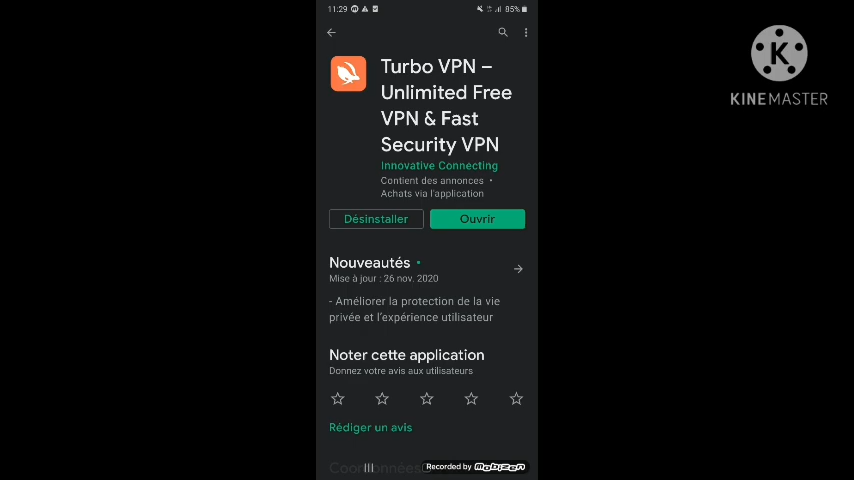 11:29
85%
Turbo VPN –
Unlimited Free
VPN & Fast
Security VPN
Innovative Connecting
Contient des annonces •
Achats via l'application
Désinstaller
Ouvrir
Nouveautés •
Mise à jour : 26 nov. 2020
- Améliorer la protection de la vie
privée et l'expérience utilisateur
Noter cette application
Donnez votre avis aux utilisateurs
Rédiger un avis
Coordonnées
Recorded by mobizen
K
KINEMASTER